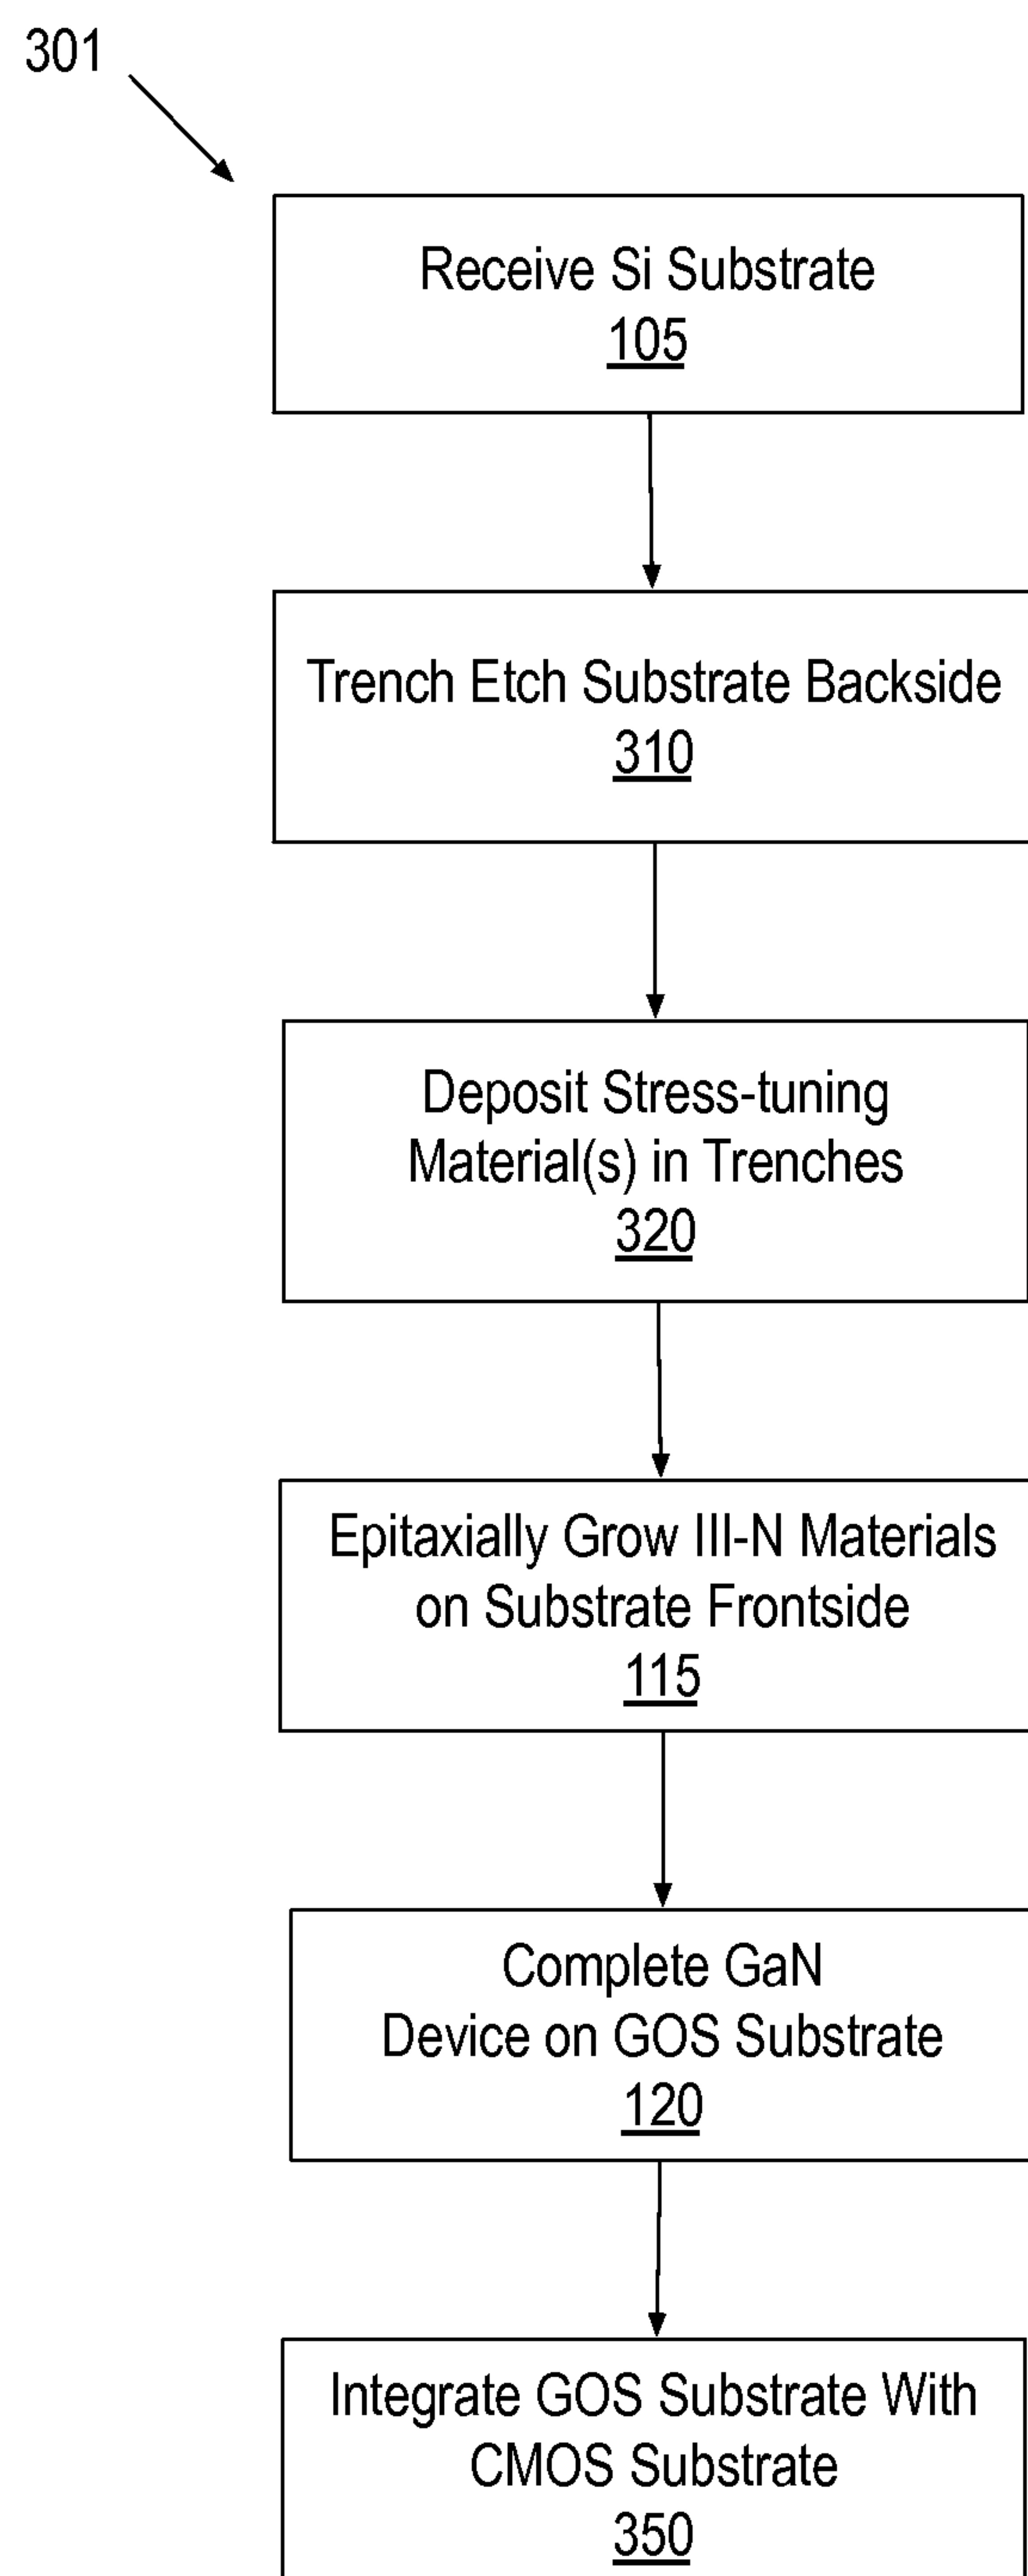 301
Receive Si Substrate
105
Trench Etch Substrate Backside
310
Deposit Stress-tuning
Material(s) in Trenches
320
Epitaxially Grow III-N Materials
on Substrate Frontside
115
Complete GaN
Device on GOS Substrate
120
Integrate GOS Substrate With
CMOS Substrate
350